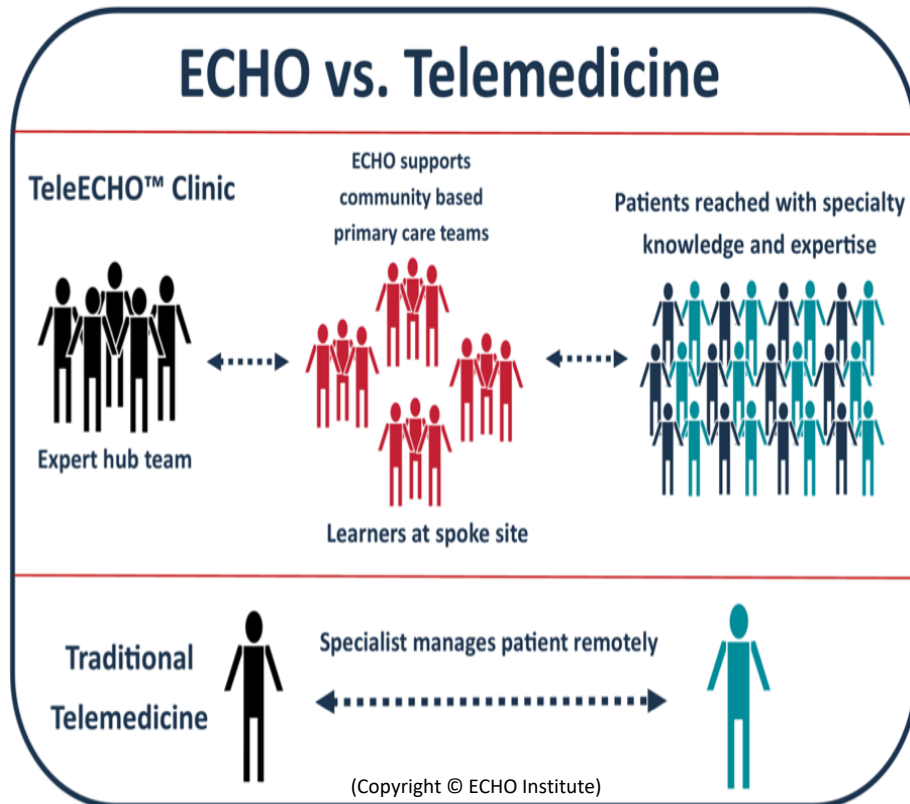 ECHO vs. Telemedicine
TeleECHO™ Clinic
ECHO supports
community based
primary care teams
Patients reached with specialty
knowledge and expertise
Expert hub team
Learners at spoke site
Traditional
Telemedicine
Specialist manages patient remotely
(Copyright © ECHO Institute)